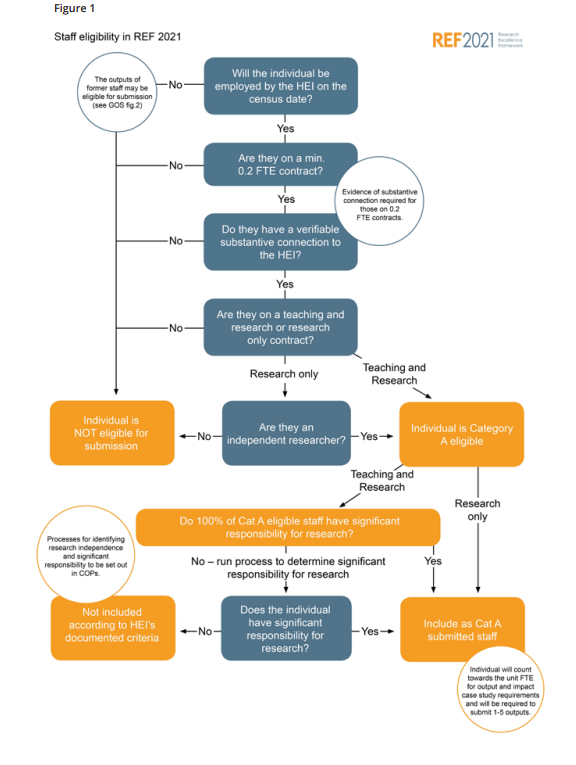 Figure 1
Staff eligibility in REF 2021
REF2021 Research
Excellence
Framework
The outputs of
former staff may be
eligible for submission
(see GOS fig.2)
No
Will the individual be
employed by the HEI on the
census date?
Yes
No
Are they on a min.
0.2 FTE contract?
Evidence of substantive
connection required for
those on 0.2
FTE contracts.
Yes
No
Do they have a verifiable
substantive connection to
the HEI?
Yes
No
Are they on a teaching and
research or research
only contract?
Research only
Teaching and
Research
Individual is
NOT eligible for
submission
No
Are they an
independent researcher?
Yes
Individual is Category
A eligible
Teaching and
Research
Research
only
Do 100% of Cat A eligible staff have significant
responsibility for research?
Processes for identifying
research independence
and significant
responsibility to be set out
in COPs.
No – run process to determine significant
responsibility for research
Yes
Not included
according to HEI's
documented criteria
No
Does the individual
have significant
responsibility for
research?
Yes
Include as Cat A
submitted staff
Individual will count
towards the unit FTE
for output and impact
case study requirements
and will be required to
submit 1-5 outputs.